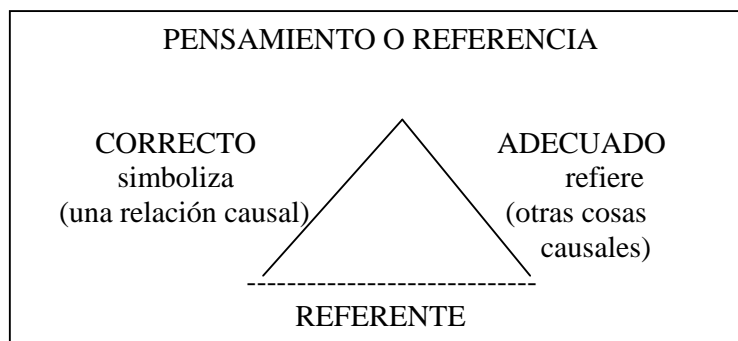 PENSAMIENTO O REFERENCIA
CORRECTO
simboliza
(una relación causal)
ADECUADO
refiere
(otras cosas
causales)
REFERENTE